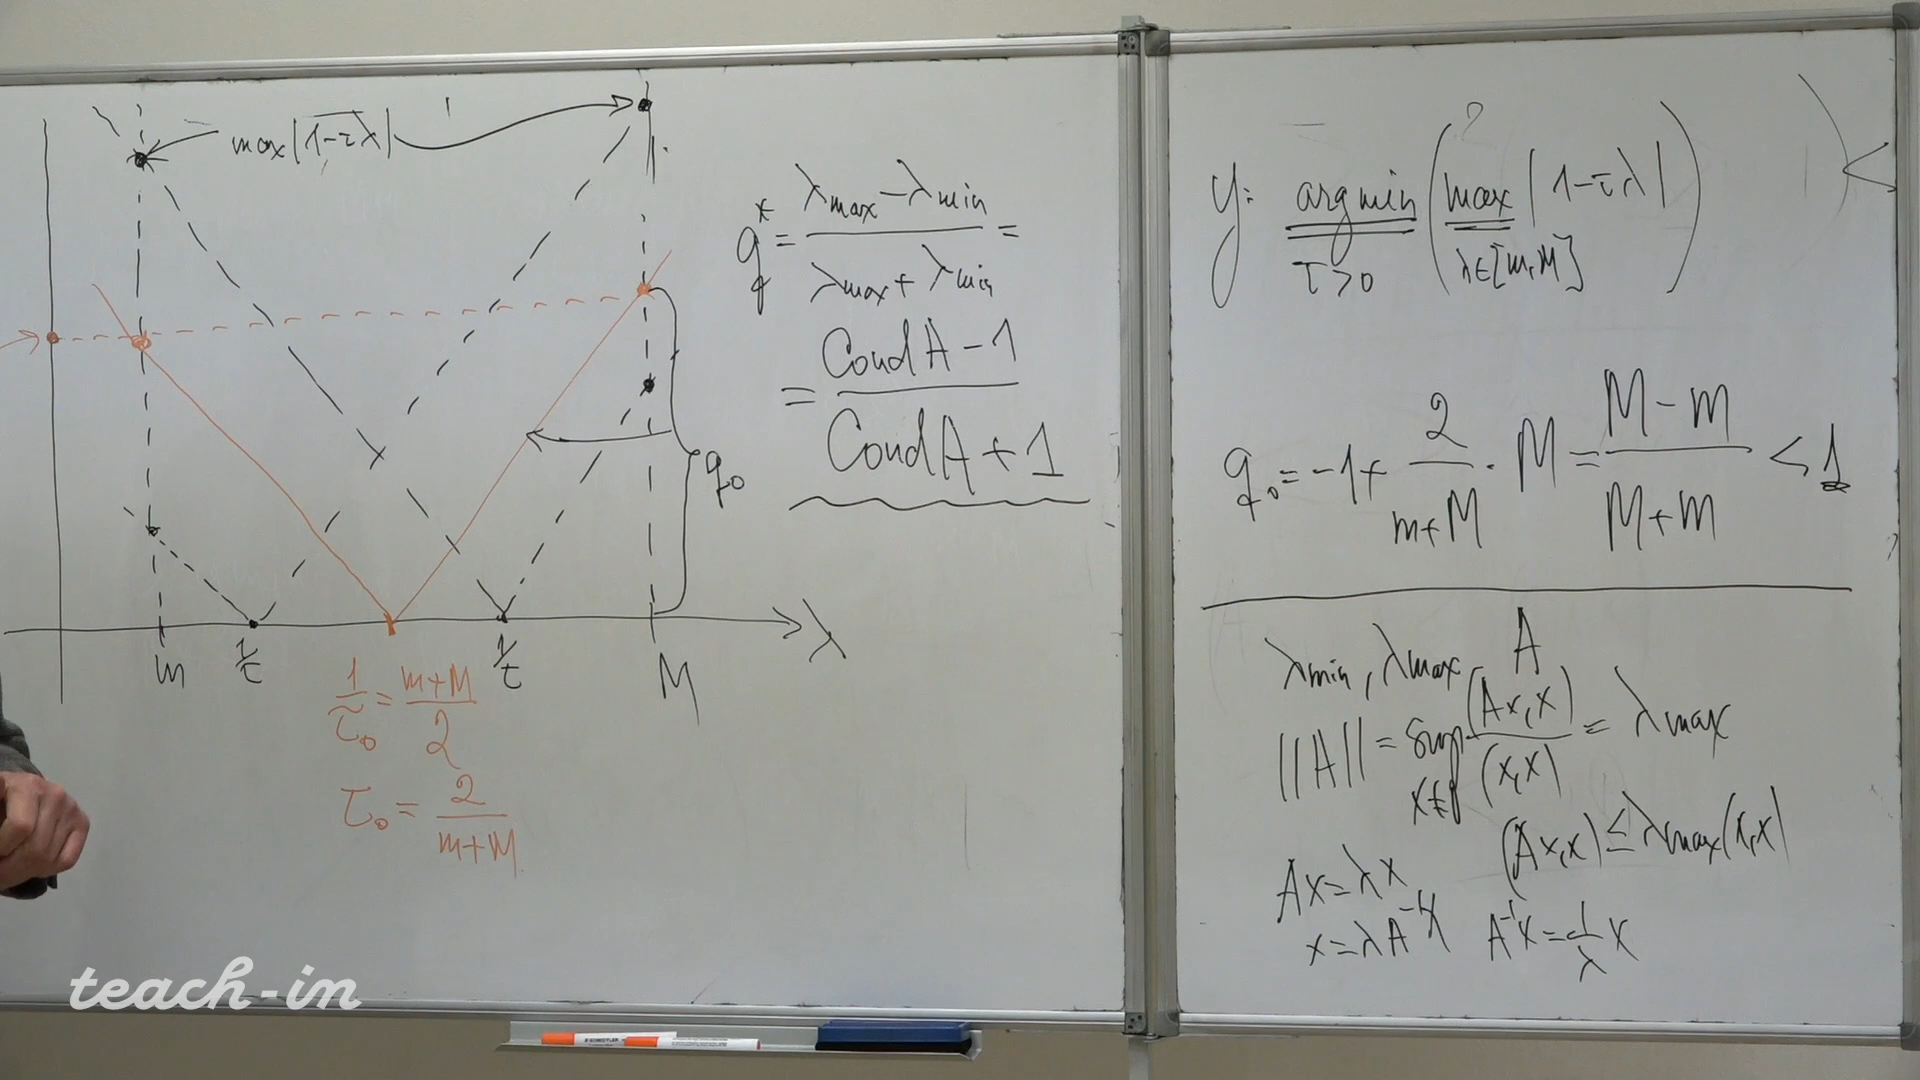 max|1-τλ|
q* = (λmax - λmin)/(λmax + λmin) =
= (Cond A - 1)/(Cond A + 1)
q₀
m 1/τ 1/τ M λ
1/τ₀ = (m+M)/2
τ₀ = 2/(m+M)
y: argmin τ>0 ( max λ∈[m,M] |1-τλ| ) <
?
q₀ = -1 + 2/(m+M) · M = (M-m)/(M+m) < 1
λmin, λmax A
||A|| = sup x≠0 (Ax,x)/(x,x) = λmax
(Ax,x) ≤ λmax(x,x)
Ax = λx
x = λA⁻¹x A⁻¹x = 1/λ x
teach-in